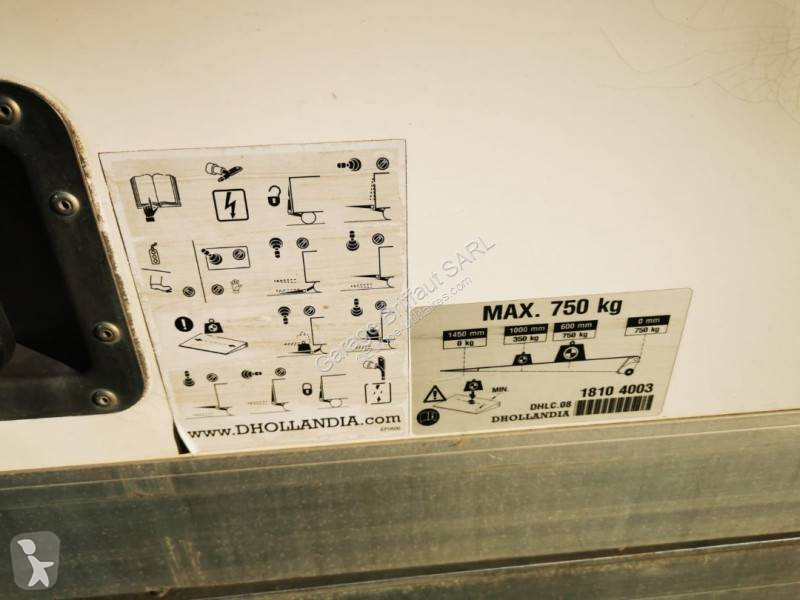 MAX. 750 kg
1450 mm
0 kg
1000 mm
350 kg
600 mm
750 kg
0 mm
750 kg
MIN.
DHLC.08
DHOLLANDIA
1810 4003
www.DHOLLANDIA.com
Garage Briffaut SARL